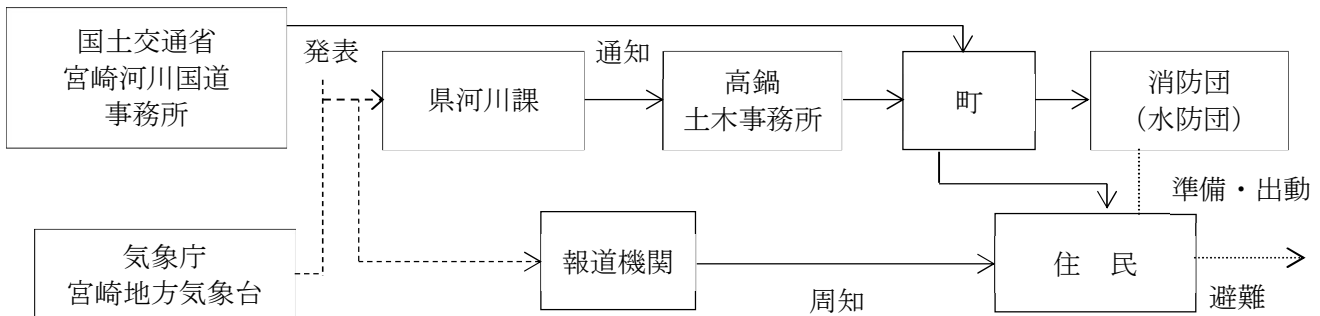 国土交通省
宮崎河川国道
事務所
発表
県河川課
通知
高鍋
土木事務所
町
消防団
（水防団）
準備・出動
気象庁
宮崎地方気象台
報道機関
周知
住　民
避難